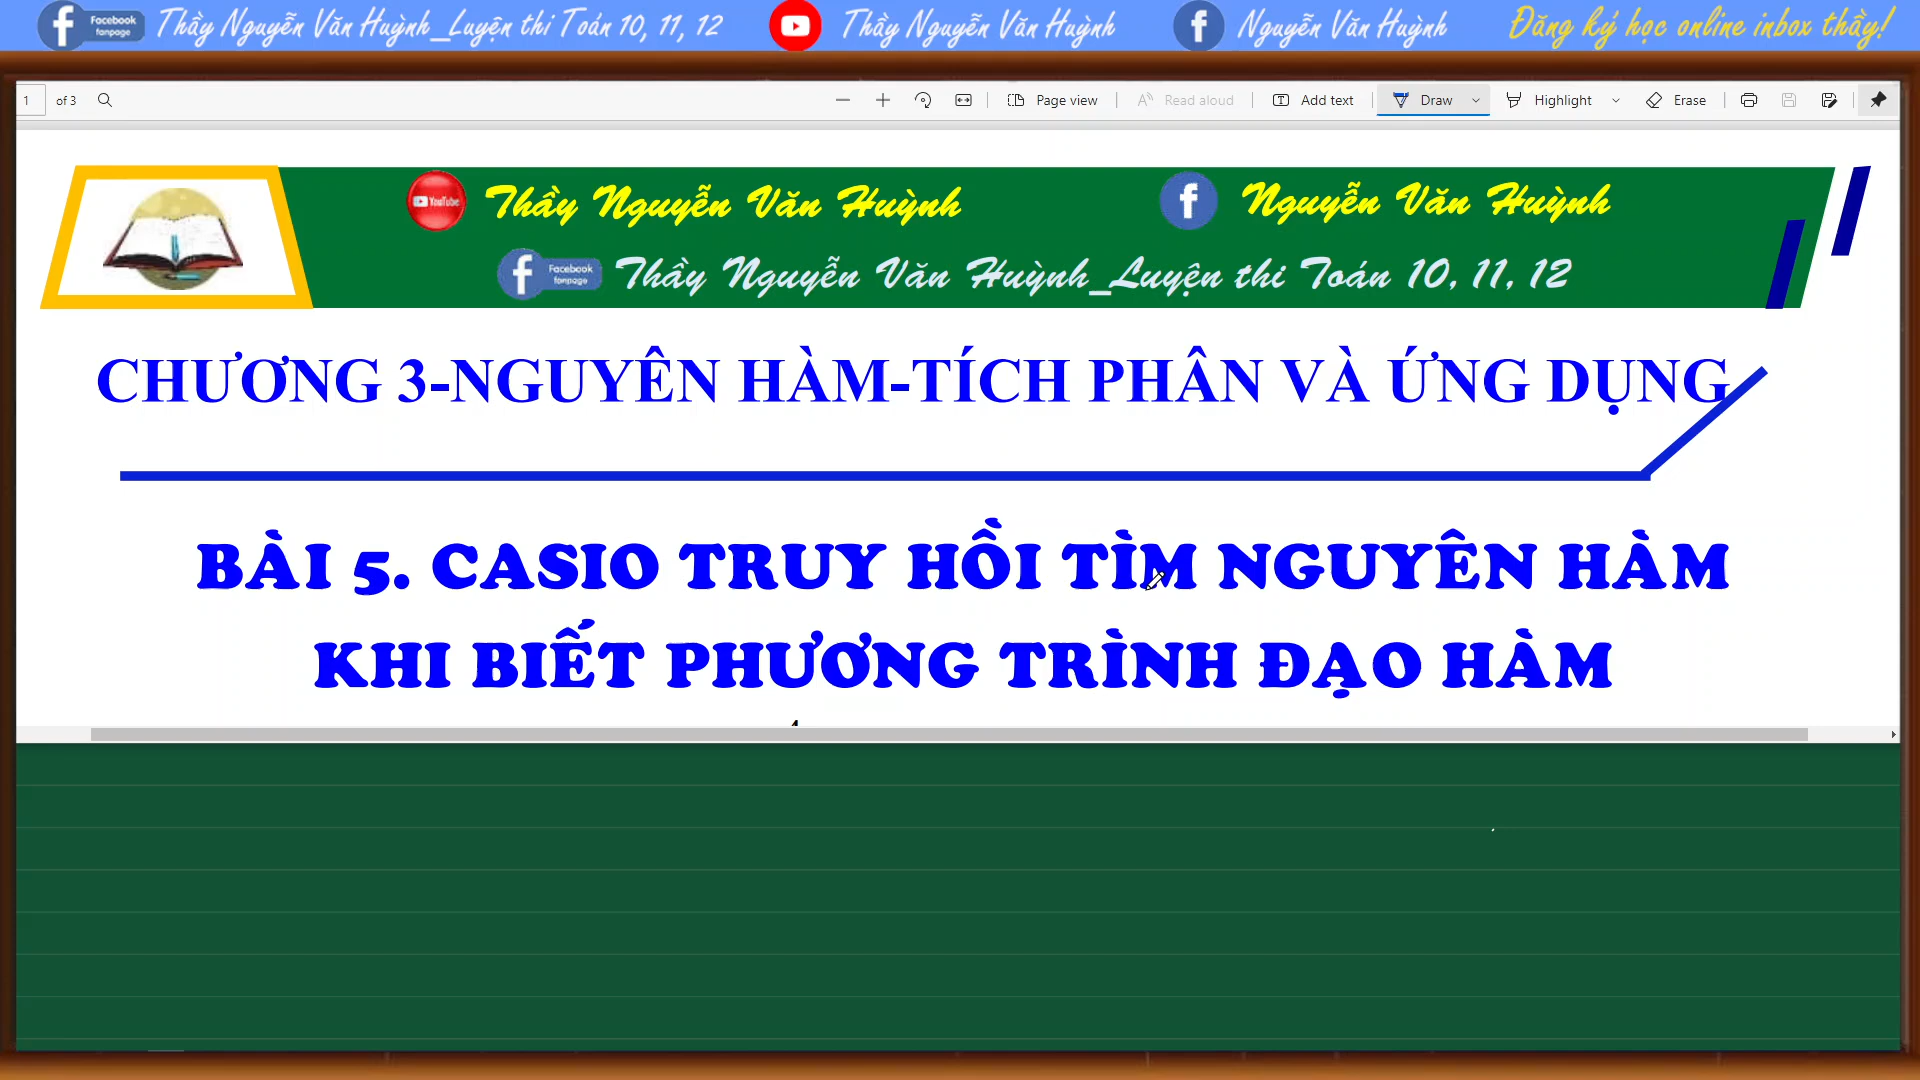 Facebook fanpage Thầy Nguyễn Văn Huỳnh_Luyện thi Toán 10, 11, 12 Thầy Nguyễn Văn Huỳnh Nguyễn Văn Huỳnh Đăng ký học online inbox thầy!
1 of 3 Page view Read aloud Add text Draw Highlight Erase
YouTube Thầy Nguyễn Văn Huỳnh Nguyễn Văn Huỳnh
Facebook fanpage Thầy Nguyễn Văn Huỳnh_Luyện thi Toán 10, 11, 12
CHƯƠNG 3-NGUYÊN HÀM-TÍCH PHÂN VÀ ỨNG DỤNG
BÀI 5. CASIO TRUY HỒI TÌM NGUYÊN HÀM
KHI BIẾT PHƯƠNG TRÌNH ĐẠO HÀM